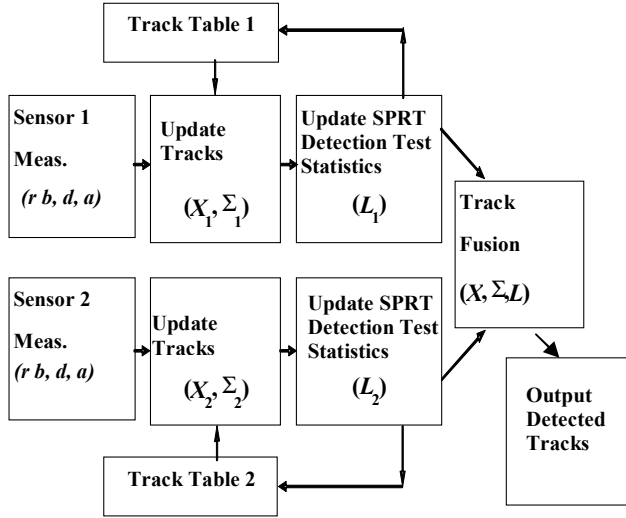 Track Table 1
Sensor 1
Meas.
(r b, d, a)
Update
Tracks
(X₁, Σ₁)
Update SPRT
Detection Test
Statistics
(L₁)
Track
Fusion
(X, Σ,L)
Sensor 2
Meas.
(r b, d, a)
Update
Tracks
(X₂, Σ₂)
Update SPRT
Detection Test
Statistics
(L₂)
Output
Detected
Tracks
Track Table 2